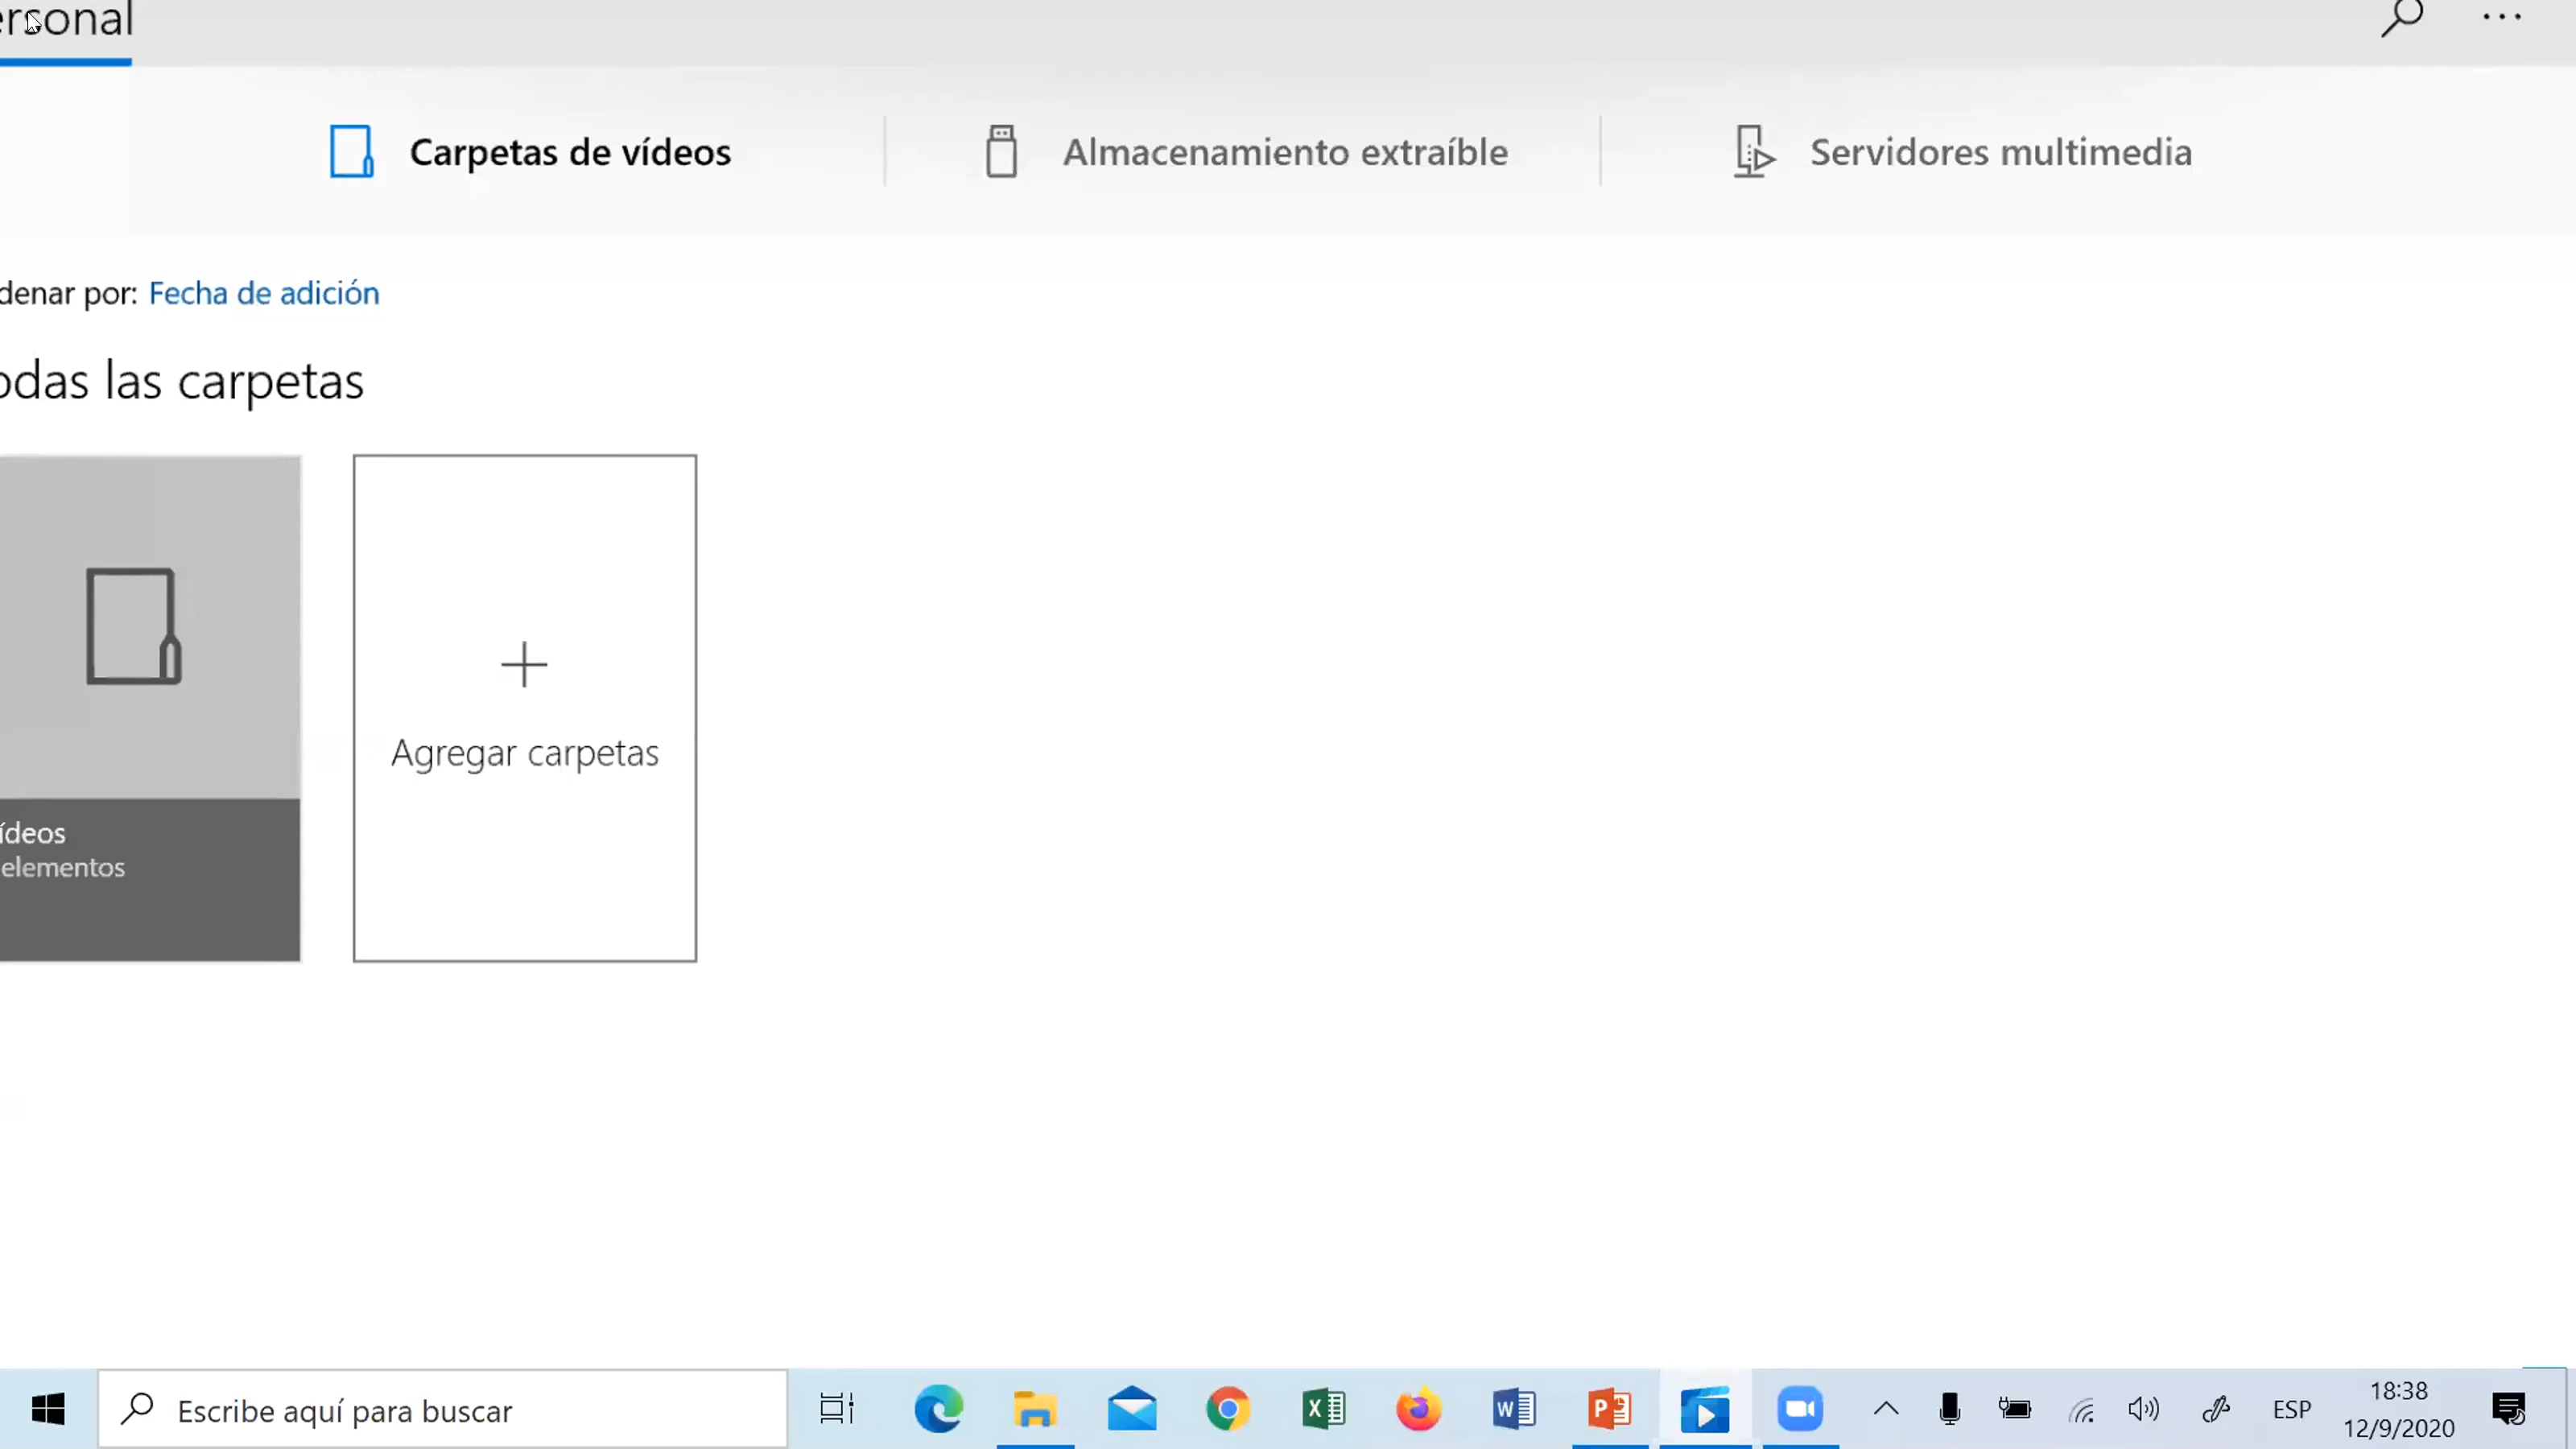 ersonal
Carpetas de vídeos
Almacenamiento extraíble
Servidores multimedia
denar por: Fecha de adición
odas las carpetas
Agregar carpetas
ídeos
elementos
Escribe aquí para buscar
ESP
18:38
12/9/2020